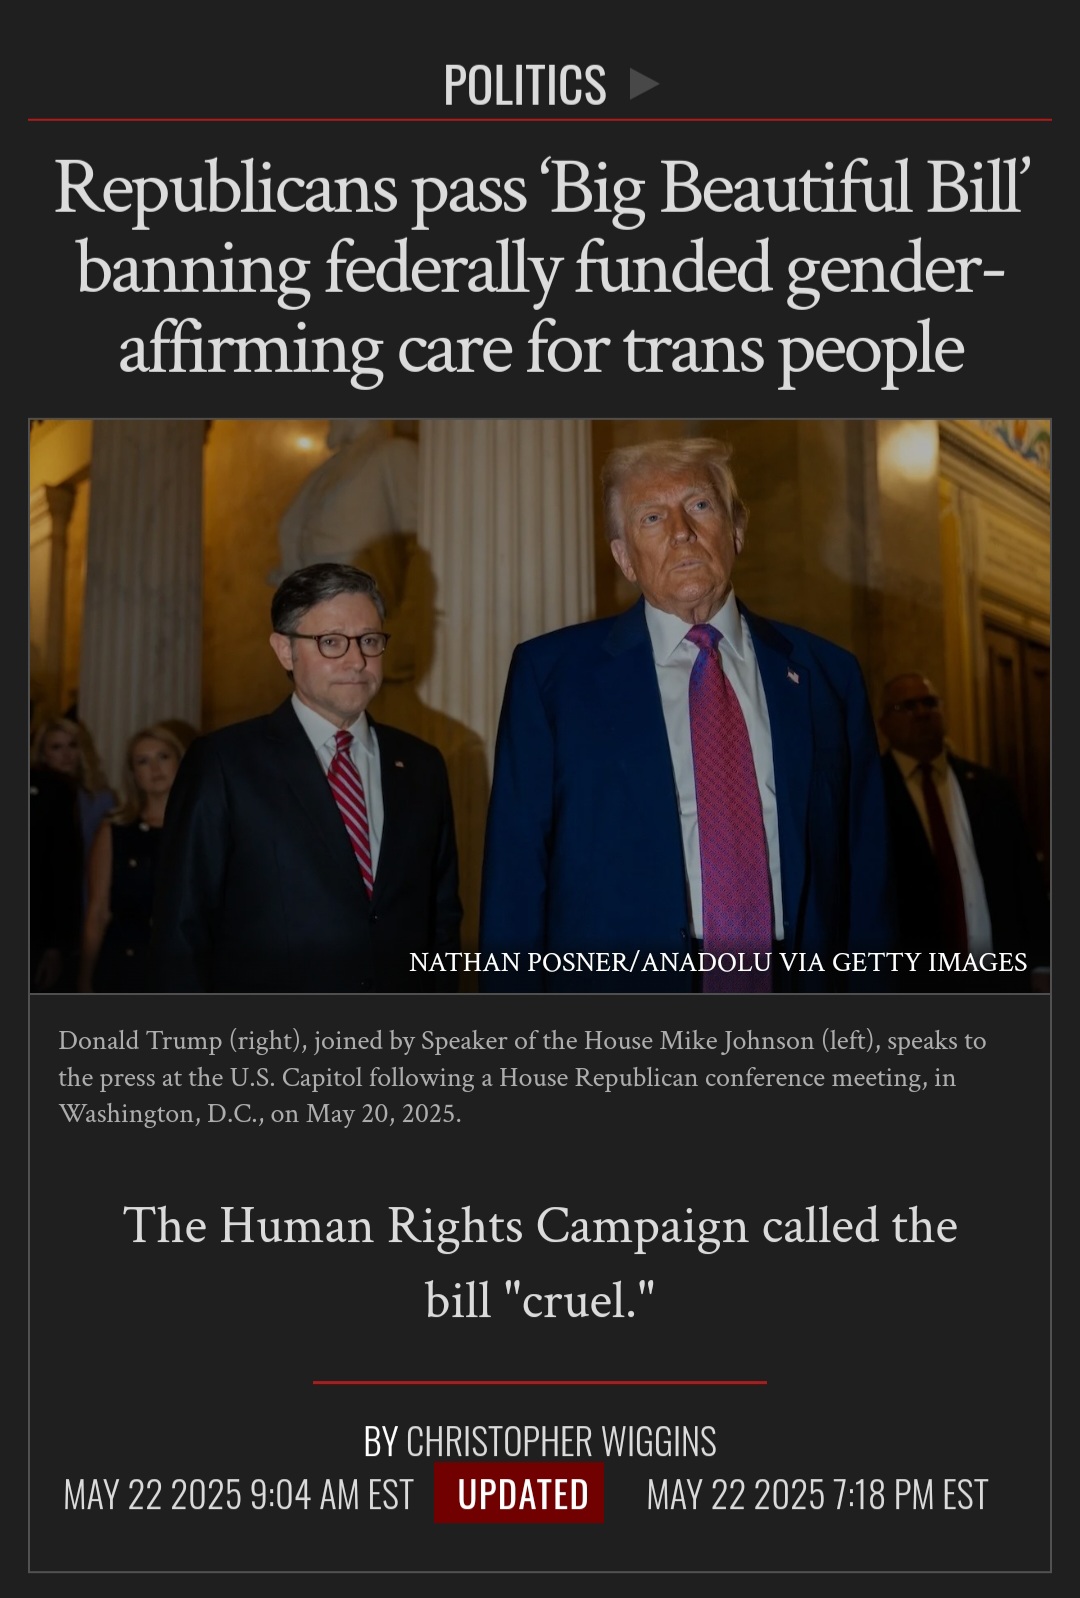 POLITICS
Republicans pass ‘Big Beautiful Bill’
banning federally funded gender-
affirming care for trans people
NATHAN POSNER/ANADOLU VIA GETTY IMAGES
Donald Trump (right), joined by Speaker of the House Mike Johnson (left), speaks to
the press at the U.S. Capitol following a House Republican conference meeting, in
Washington, D.C., on May 20, 2025.
The Human Rights Campaign called the
bill "cruel."
BY CHRISTOPHER WIGGINS
MAY 22 2025 9:04 AM EST UPDATED MAY 22 2025 7:18 PM EST